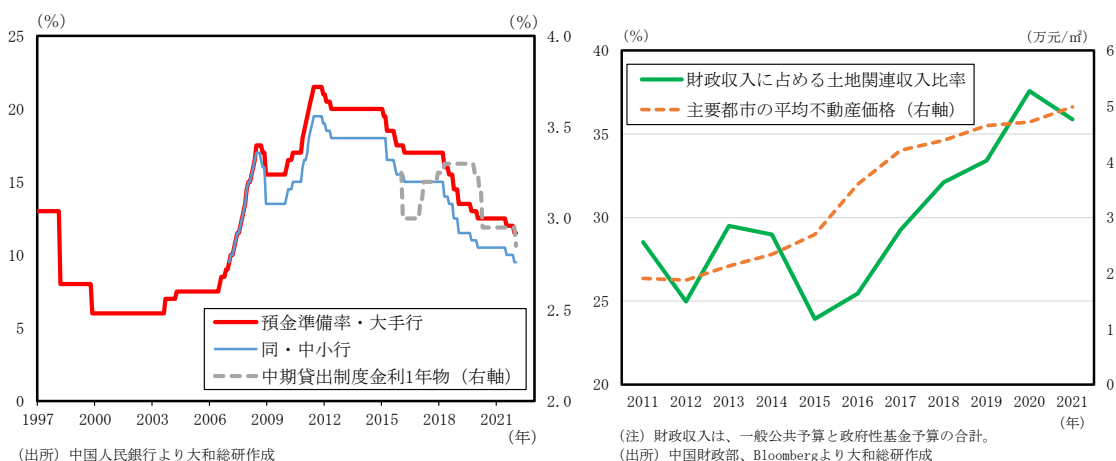 (%)
(%)
25
20
15
10
5
0
4.0
3.5
3.0
2.5
2.0
預金準備率・大手行
同・中小行
中期貸出制度金利1年物（右軸）
1997 2000 2003 2006 2009 2012 2015 2018 2021
(年)
（出所）中国人民銀行より大和総研作成
(%)
(万元/㎡)
40
35
30
25
20
6
5
4
3
2
1
0
財政収入に占める土地関連収入比率
主要都市の平均不動産価格（右軸）
2011 2012 2013 2014 2015 2016 2017 2018 2019 2020 2021
(年)
（注）財政収入は、一般公共予算と政府性基金予算の合計。
（出所）中国財政部、Bloombergより大和総研作成